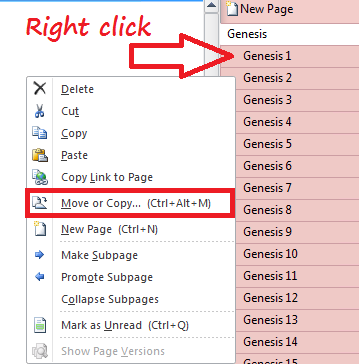 Right click
Delete
Cut
Copy
Paste
Copy Link to Page
Move or Copy... (Ctrl+Alt+M)
New Page (Ctrl+N)
Make Subpage
Promote Subpage
Collapse Subpages
Mark as Unread (Ctrl+Q)
Show Page Versions
New Page
Genesis
Genesis 1
Genesis 2
Genesis 3
Genesis 4
Genesis 5
Genesis 6
Genesis 7
Genesis 8
Genesis 9
Genesis 10
Genesis 11
Genesis 12
Genesis 13
Genesis 14